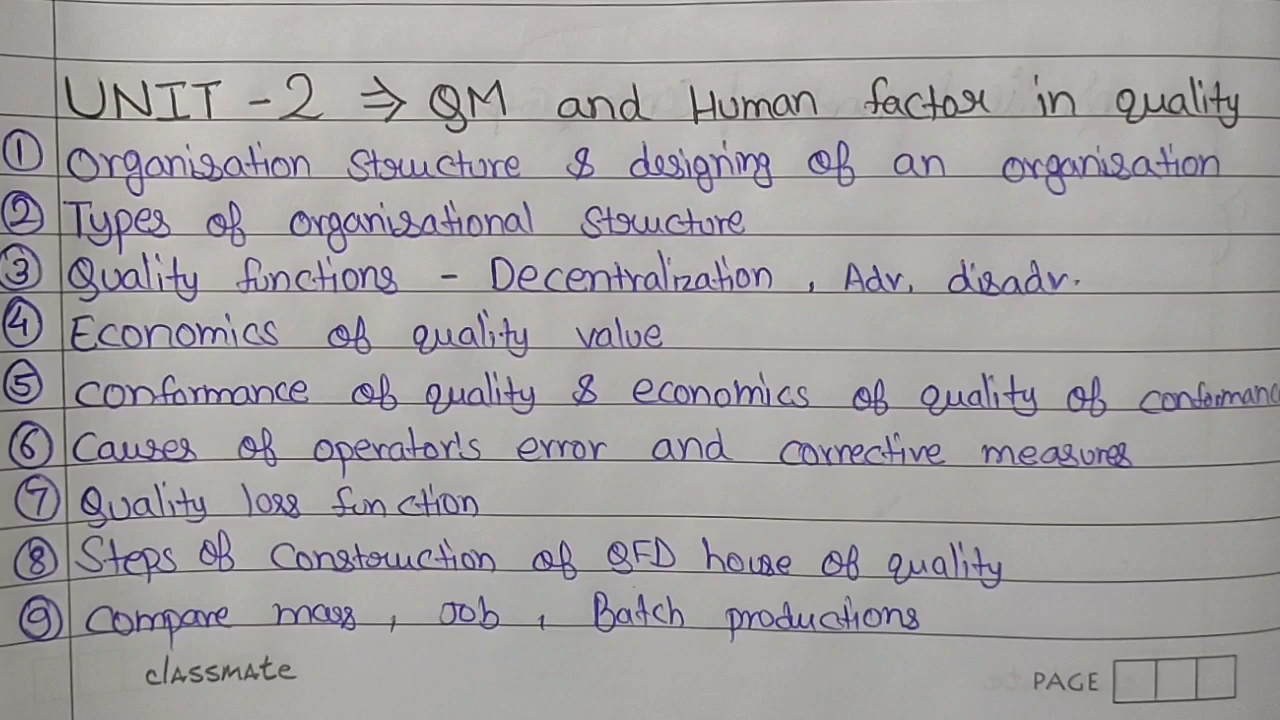 UNIT - 2 ⇒ QM and Human factor in quality
① Organisation Structure & designing of an organisation
② Types of organisational Structure
③ Quality functions - Decentralization, Adv, disadv.
④ Economics of quality value
⑤ conformance of quality & economics of quality of conformanc
⑥ Causes of operator's error and corrective measures
⑦ Quality loss function
⑧ Steps of Construction of QFD house of quality
⑨ Compare mass, Job, Batch productions
classmate PAGE